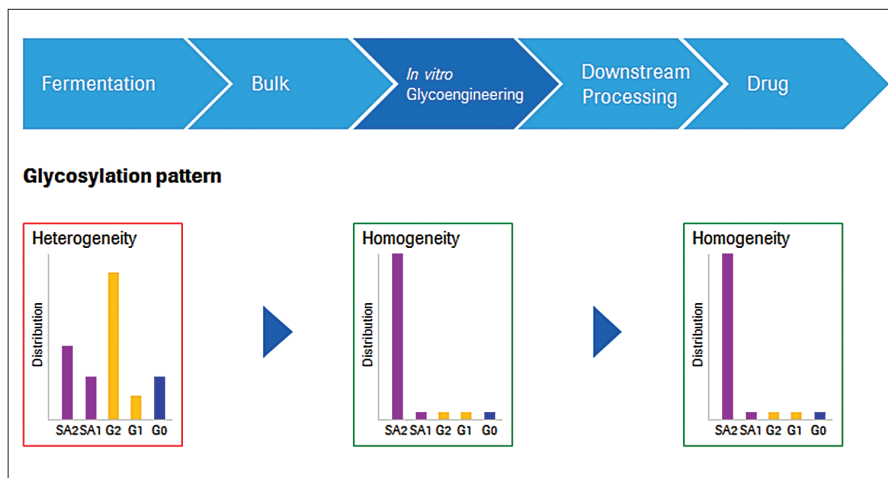 Fermentation
Bulk
In vitro
Glycoengineering
Downstream
Processing
Drug
Glycosylation pattern
Heterogeneity
Distribution
SA2 SA1 G2 G1 G0
Homogeneity
Distribution
SA2 SA1 G2 G1 G0
Homogeneity
Distribution
SA2 SA1 G2 G1 G0